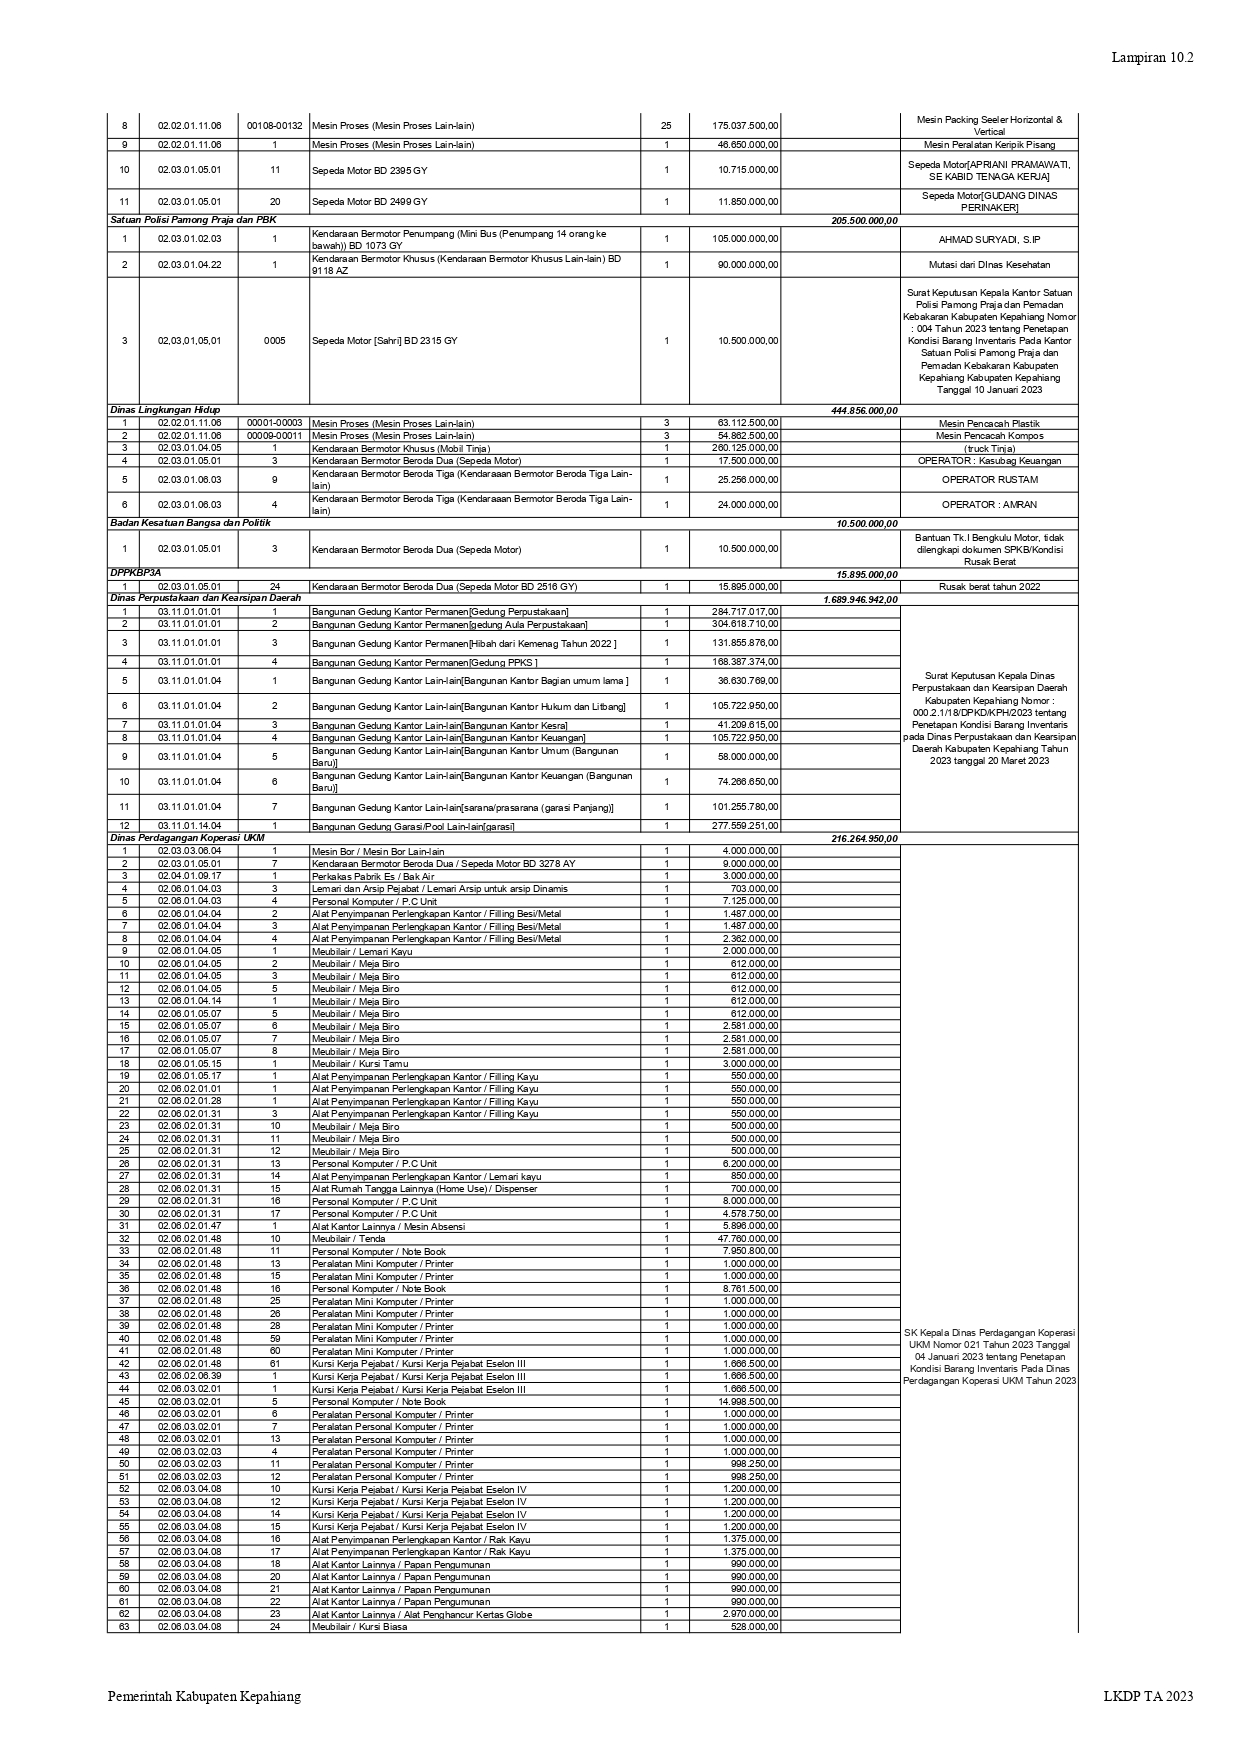 Lampiran 10.2
8 02.02.01.11.06 00108-00132 Mesin Proses (Mesin Proses Lain-lain) 25 175.037.500,00 Mesin Packing Seeler Horizontal &
Vertical
9 02.02.01.11.06 1 Mesin Proses (Mesin Proses Lain-lain) 1 46.650.000,00 Mesin Peralatan Keripik Pisang
10 02.03.01.05.01 11 Sepeda Motor BD 2395 GY 1 10.715.000,00 Sepeda Motor[APRIANI PRAMAWATI,
SE KABID TENAGA KERJA]
11 02.03.01.05.01 20 Sepeda Motor BD 2499 GY 1 11.850.000,00 Sepeda Motor[GUDANG DINAS
PERINAKER]
Satuan Polisi Pamong Praja dan PBK 205.500.000,00
1 02.03.01.02.03 1 Kendaraan Bermotor Penumpang (Mini Bus (Penumpang 14 orang ke
bawah)) BD 1073 GY 1 105.000.000,00 AHMAD SURYADI, S.IP
2 02.03.01.04.22 1 Kendaraan Bermotor Khusus (Kendaraan Bermotor Khusus Lain-lain) BD
9118 AZ 1 90.000.000,00 Mutasi dari DInas Kesehatan
3 02,03,01,05,01 0005 Sepeda Motor [Sahri] BD 2315 GY 1 10.500.000,00 Surat Keputusan Kepala Kantor Satuan
Polisi Pamong Praja dan Pemadan
Kebakaran Kabupaten Kepahiang Nomor
: 004 Tahun 2023 tentang Penetapan
Kondisi Barang Inventaris Pada Kantor
Satuan Polisi Pamong Praja dan
Pemadan Kebakaran Kabupaten
Kepahiang Kabupaten Kepahiang
Tanggal 10 Januari 2023
Dinas Lingkungan Hidup 444.856.000,00
1 02.02.01.11.06 00001-00003 Mesin Proses (Mesin Proses Lain-lain) 3 63.112.500,00 Mesin Pencacah Plastik
2 02.02.01.11.06 00009-00011 Mesin Proses (Mesin Proses Lain-lain) 3 54.862.500,00 Mesin Pencacah Kompos
3 02.03.01.04.05 1 Kendaraan Bermotor Khusus (Mobil Tinja) 1 260.125.000,00 (truck Tinja)
4 02.03.01.05.01 3 Kendaraan Bermotor Beroda Dua (Sepeda Motor) 1 17.500.000,00 OPERATOR : Kasubag Keuangan
5 02.03.01.06.03 9 Kendaraan Bermotor Beroda Tiga (Kendaraaan Bermotor Beroda Tiga Lain-
lain) 1 25.256.000,00 OPERATOR RUSTAM
6 02.03.01.06.03 4 Kendaraan Bermotor Beroda Tiga (Kendaraaan Bermotor Beroda Tiga Lain-
lain) 1 24.000.000,00 OPERATOR : AMRAN
Badan Kesatuan Bangsa dan Politik 10.500.000,00
1 02.03.01.05.01 3 Kendaraan Bermotor Beroda Dua (Sepeda Motor) 1 10.500.000,00 Bantuan Tk.I Bengkulu Motor, tidak
dilengkapi dokumen SPKB/Kondisi
Rusak Berat
DPPKBP3A 15.895.000,00
1 02.03.01.05.01 24 Kendaraan Bermotor Beroda Dua (Sepeda Motor BD 2516 GY) 1 15.895.000,00 Rusak berat tahun 2022
Dinas Perpustakaan dan Kearsipan Daerah 1.689.946.942,00
1 03.11.01.01.01 1 Bangunan Gedung Kantor Permanen[Gedung Perpustakaan] 1 284.717.017,00
2 03.11.01.01.01 2 Bangunan Gedung Kantor Permanen[gedung Aula Perpustakaan] 1 304.618.710,00
3 03.11.01.01.01 3 Bangunan Gedung Kantor Permanen[Hibah dari Kemenag Tahun 2022 ] 1 131.855.876,00
4 03.11.01.01.01 4 Bangunan Gedung Kantor Permanen[Gedung PPKS ] 1 168.387.374,00
5 03.11.01.01.04 1 Bangunan Gedung Kantor Lain-lain[Bangunan Kantor Bagian umum lama ] 1 36.630.769,00
6 03.11.01.01.04 2 Bangunan Gedung Kantor Lain-lain[Bangunan Kantor Hukum dan Litbang] 1 105.722.950,00
7 03.11.01.01.04 3 Bangunan Gedung Kantor Lain-lain[Bangunan Kantor Kesra] 1 41.209.615,00
8 03.11.01.01.04 4 Bangunan Gedung Kantor Lain-lain[Bangunan Kantor Keuangan] 1 105.722.950,00
9 03.11.01.01.04 5 Bangunan Gedung Kantor Lain-lain[Bangunan Kantor Umum (Bangunan
Baru)] 1 58.000.000,00
10 03.11.01.01.04 6 Bangunan Gedung Kantor Lain-lain[Bangunan Kantor Keuangan (Bangunan
Baru)] 1 74.266.650,00
11 03.11.01.01.04 7 Bangunan Gedung Kantor Lain-lain[sarana/prasarana (garasi Panjang)] 1 101.255.780,00
12 03.11.01.14.04 1 Bangunan Gedung Garasi/Pool Lain-lain[garasi] 1 277.559.251,00
Surat Keputusan Kepala Dinas
Perpustakaan dan Kearsipan Daerah
Kabupaten Kepahiang Nomor :
000.2.1/18/DPKD/KPH/2023 tentang
Penetapan Kondisi Barang Inventaris
pada Dinas Perpustakaan dan Kearsipan
Daerah Kabupaten Kepahiang Tahun
2023 tanggal 20 Maret 2023
Dinas Perdagangan Koperasi UKM 216.264.950,00
1 02.03.03.06.04 1 Mesin Bor / Mesin Bor Lain-lain 1 4.000.000,00
2 02.03.01.05.01 7 Kendaraan Bermotor Beroda Dua / Sepeda Motor BD 3278 AY 1 9.000.000,00
3 02.04.01.09.17 1 Perkakas Pabrik Es / Bak Air 1 3.000.000,00
4 02.06.01.04.03 3 Lemari dan Arsip Pejabat / Lemari Arsip untuk arsip Dinamis 1 703.000,00
5 02.06.01.04.03 4 Personal Komputer / P.C Unit 1 7.125.000,00
6 02.06.01.04.04 2 Alat Penyimpanan Perlengkapan Kantor / Filling Besi/Metal 1 1.487.000,00
7 02.06.01.04.04 3 Alat Penyimpanan Perlengkapan Kantor / Filling Besi/Metal 1 1.487.000,00
8 02.06.01.04.04 4 Alat Penyimpanan Perlengkapan Kantor / Filling Besi/Metal 1 2.362.000,00
9 02.06.01.04.05 1 Meubilair / Lemari Kayu 1 2.000.000,00
10 02.06.01.04.05 2 Meubilair / Meja Biro 1 612.000,00
11 02.06.01.04.05 3 Meubilair / Meja Biro 1 612.000,00
12 02.06.01.04.05 5 Meubilair / Meja Biro 1 612.000,00
13 02.06.01.04.14 1 Meubilair / Meja Biro 1 612.000,00
14 02.06.01.05.07 5 Meubilair / Meja Biro 1 612.000,00
15 02.06.01.05.07 6 Meubilair / Meja Biro 1 2.581.000,00
16 02.06.01.05.07 7 Meubilair / Meja Biro 1 2.581.000,00
17 02.06.01.05.07 8 Meubilair / Meja Biro 1 2.581.000,00
18 02.06.01.05.15 1 Meubilair / Kursi Tamu 1 3.000.000,00
19 02.06.01.05.17 1 Alat Penyimpanan Perlengkapan Kantor / Filling Kayu 1 550.000,00
20 02.06.02.01.01 1 Alat Penyimpanan Perlengkapan Kantor / Filling Kayu 1 550.000,00
21 02.06.02.01.28 1 Alat Penyimpanan Perlengkapan Kantor / Filling Kayu 1 550.000,00
22 02.06.02.01.31 3 Alat Penyimpanan Perlengkapan Kantor / Filling Kayu 1 550.000,00
23 02.06.02.01.31 10 Meubilair / Meja Biro 1 500.000,00
24 02.06.02.01.31 11 Meubilair / Meja Biro 1 500.000,00
25 02.06.02.01.31 12 Meubilair / Meja Biro 1 500.000,00
26 02.06.02.01.31 13 Personal Komputer / P.C Unit 1 6.200.000,00
27 02.06.02.01.31 14 Alat Penyimpanan Perlengkapan Kantor / Lemari kayu 1 850.000,00
28 02.06.02.01.31 15 Alat Rumah Tangga Lainnya (Home Use) / Dispenser 1 700.000,00
29 02.06.02.01.31 16 Personal Komputer / P.C Unit 1 8.000.000,00
30 02.06.02.01.31 17 Personal Komputer / P.C Unit 1 4.578.750,00
31 02.06.02.01.47 1 Alat Kantor Lainnya / Mesin Absensi 1 5.896.000,00
32 02.06.02.01.48 10 Meubilair / Tenda 1 47.760.000,00
33 02.06.02.01.48 11 Personal Komputer / Note Book 1 7.950.800,00
34 02.06.02.01.48 13 Peralatan Mini Komputer / Printer 1 1.000.000,00
35 02.06.02.01.48 15 Peralatan Mini Komputer / Printer 1 1.000.000,00
36 02.06.02.01.48 16 Personal Komputer / Note Book 1 8.761.500,00
37 02.06.02.01.48 25 Peralatan Mini Komputer / Printer 1 1.000.000,00
38 02.06.02.01.48 26 Peralatan Mini Komputer / Printer 1 1.000.000,00
39 02.06.02.01.48 28 Peralatan Mini Komputer / Printer 1 1.000.000,00
40 02.06.02.01.48 59 Peralatan Mini Komputer / Printer 1 1.000.000,00
41 02.06.02.01.48 60 Peralatan Mini Komputer / Printer 1 1.000.000,00
42 02.06.02.01.48 61 Kursi Kerja Pejabat / Kursi Kerja Pejabat Eselon III 1 1.666.500,00
43 02.06.02.06.39 1 Kursi Kerja Pejabat / Kursi Kerja Pejabat Eselon III 1 1.666.500,00
44 02.06.03.02.01 1 Kursi Kerja Pejabat / Kursi Kerja Pejabat Eselon III 1 1.666.500,00
45 02.06.03.02.01 5 Personal Komputer / Note Book 1 14.998.500,00
46 02.06.03.02.01 6 Peralatan Personal Komputer / Printer 1 1.000.000,00
47 02.06.03.02.01 7 Peralatan Personal Komputer / Printer 1 1.000.000,00
48 02.06.03.02.01 13 Peralatan Personal Komputer / Printer 1 1.000.000,00
49 02.06.03.02.03 4 Peralatan Personal Komputer / Printer 1 1.000.000,00
50 02.06.03.02.03 11 Peralatan Personal Komputer / Printer 1 998.250,00
51 02.06.03.02.03 12 Peralatan Personal Komputer / Printer 1 998.250,00
52 02.06.03.04.08 10 Kursi Kerja Pejabat / Kursi Kerja Pejabat Eselon IV 1 1.200.000,00
53 02.06.03.04.08 12 Kursi Kerja Pejabat / Kursi Kerja Pejabat Eselon IV 1 1.200.000,00
54 02.06.03.04.08 14 Kursi Kerja Pejabat / Kursi Kerja Pejabat Eselon IV 1 1.200.000,00
55 02.06.03.04.08 15 Kursi Kerja Pejabat / Kursi Kerja Pejabat Eselon IV 1 1.200.000,00
56 02.06.03.04.08 16 Alat Penyimpanan Perlengkapan Kantor / Rak Kayu 1 1.375.000,00
57 02.06.03.04.08 17 Alat Penyimpanan Perlengkapan Kantor / Rak Kayu 1 1.375.000,00
58 02.06.03.04.08 18 Alat Kantor Lainnya / Papan Pengumunan 1 990.000,00
59 02.06.03.04.08 20 Alat Kantor Lainnya / Papan Pengumunan 1 990.000,00
60 02.06.03.04.08 21 Alat Kantor Lainnya / Papan Pengumunan 1 990.000,00
61 02.06.03.04.08 22 Alat Kantor Lainnya / Papan Pengumunan 1 990.000,00
62 02.06.03.04.08 23 Alat Kantor Lainnya / Alat Penghancur Kertas Globe 1 2.970.000,00
63 02.06.03.04.08 24 Meubilair / Kursi Biasa 1 528.000,00
SK Kepala Dinas Perdagangan Koperasi
UKM Nomor 021 Tahun 2023 Tanggal
04 Januari 2023 tentang Penetapan
Kondisi Barang Inventaris Pada Dinas
Perdagangan Koperasi UKM Tahun 2023
Pemerintah Kabupaten Kepahiang LKDP TA 2023